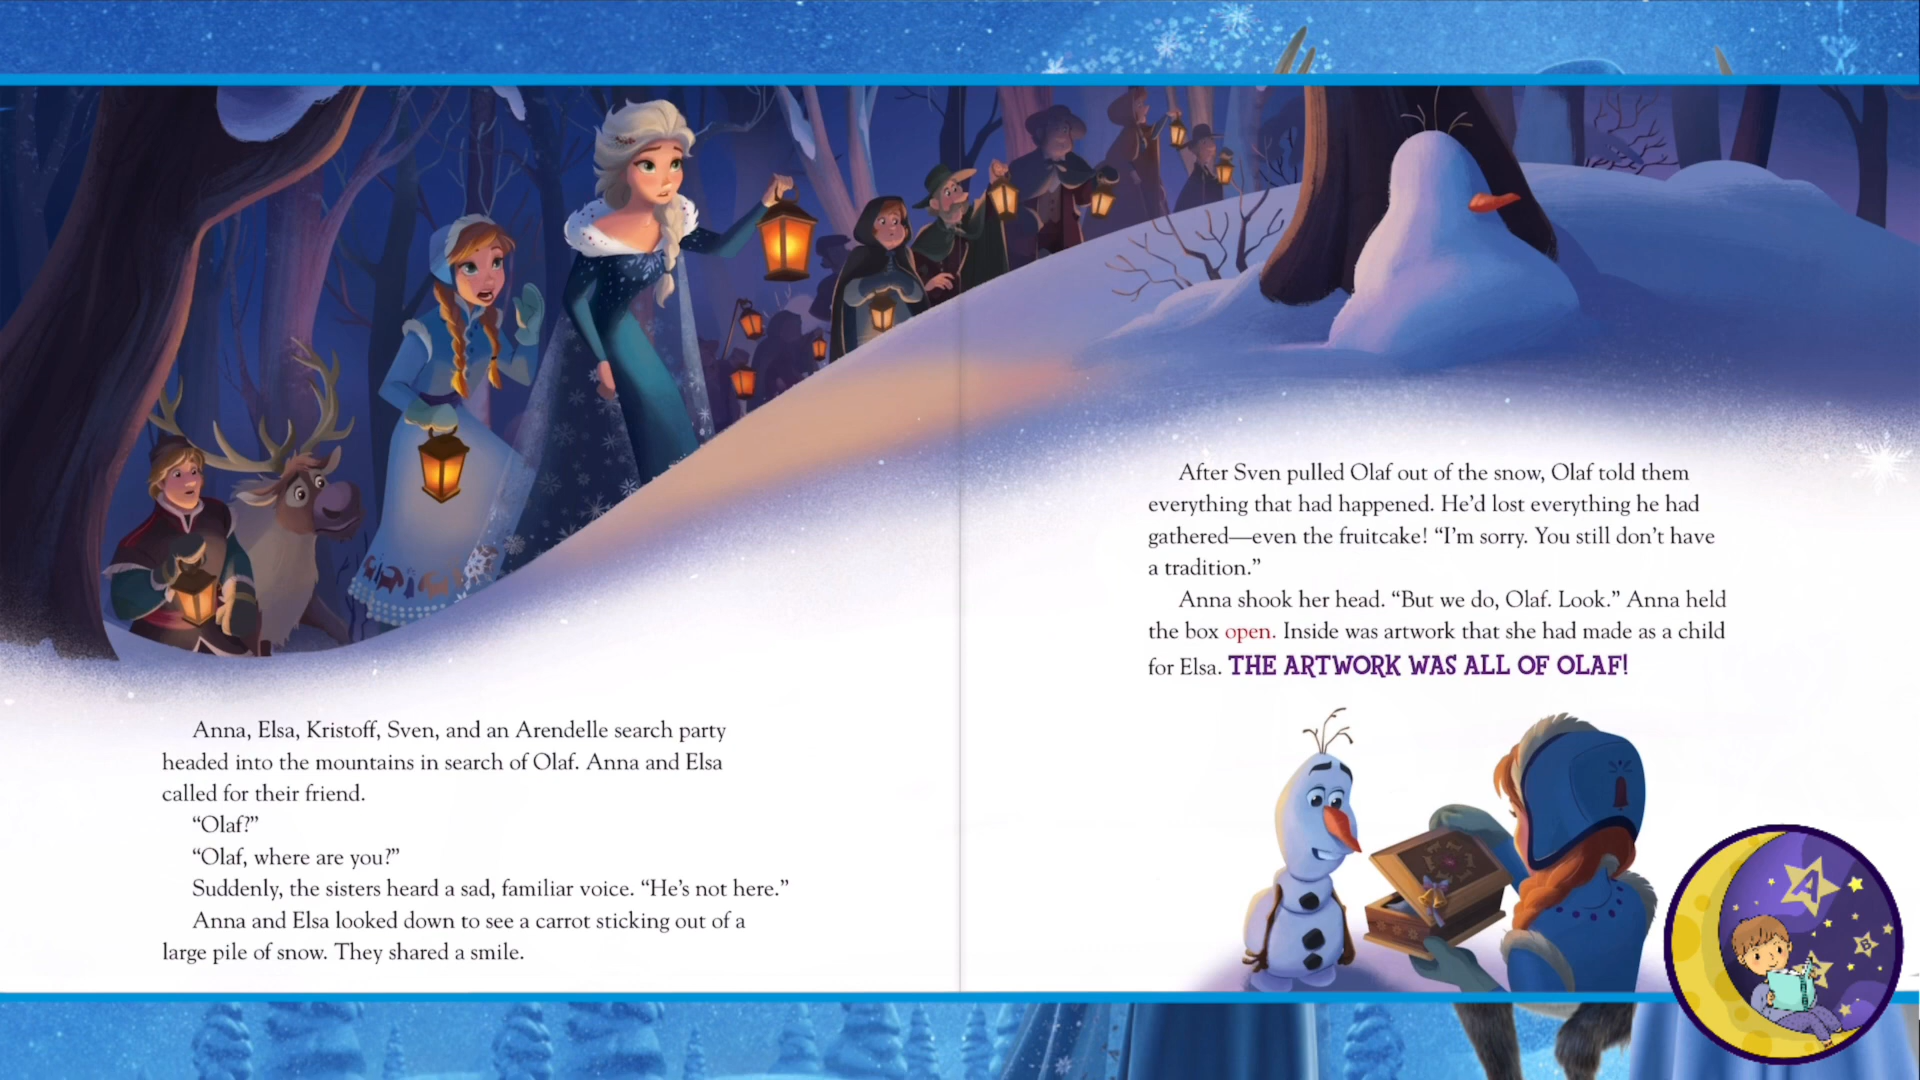 Anna, Elsa, Kristoff, Sven, and an Arendelle search party
headed into the mountains in search of Olaf. Anna and Elsa
called for their friend.
“Olaf?”
“Olaf, where are you?”
Suddenly, the sisters heard a sad, familiar voice. “He’s not here.”
Anna and Elsa looked down to see a carrot sticking out of a
large pile of snow. They shared a smile.
After Sven pulled Olaf out of the snow, Olaf told them
everything that had happened. He’d lost everything he had
gathered—even the fruitcake! “I’m sorry. You still don’t have
a tradition.”
Anna shook her head. “But we do, Olaf. Look.” Anna held
the box open. Inside was artwork that she had made as a child
for Elsa. THE ARTWORK WAS ALL OF OLAF!
A
B